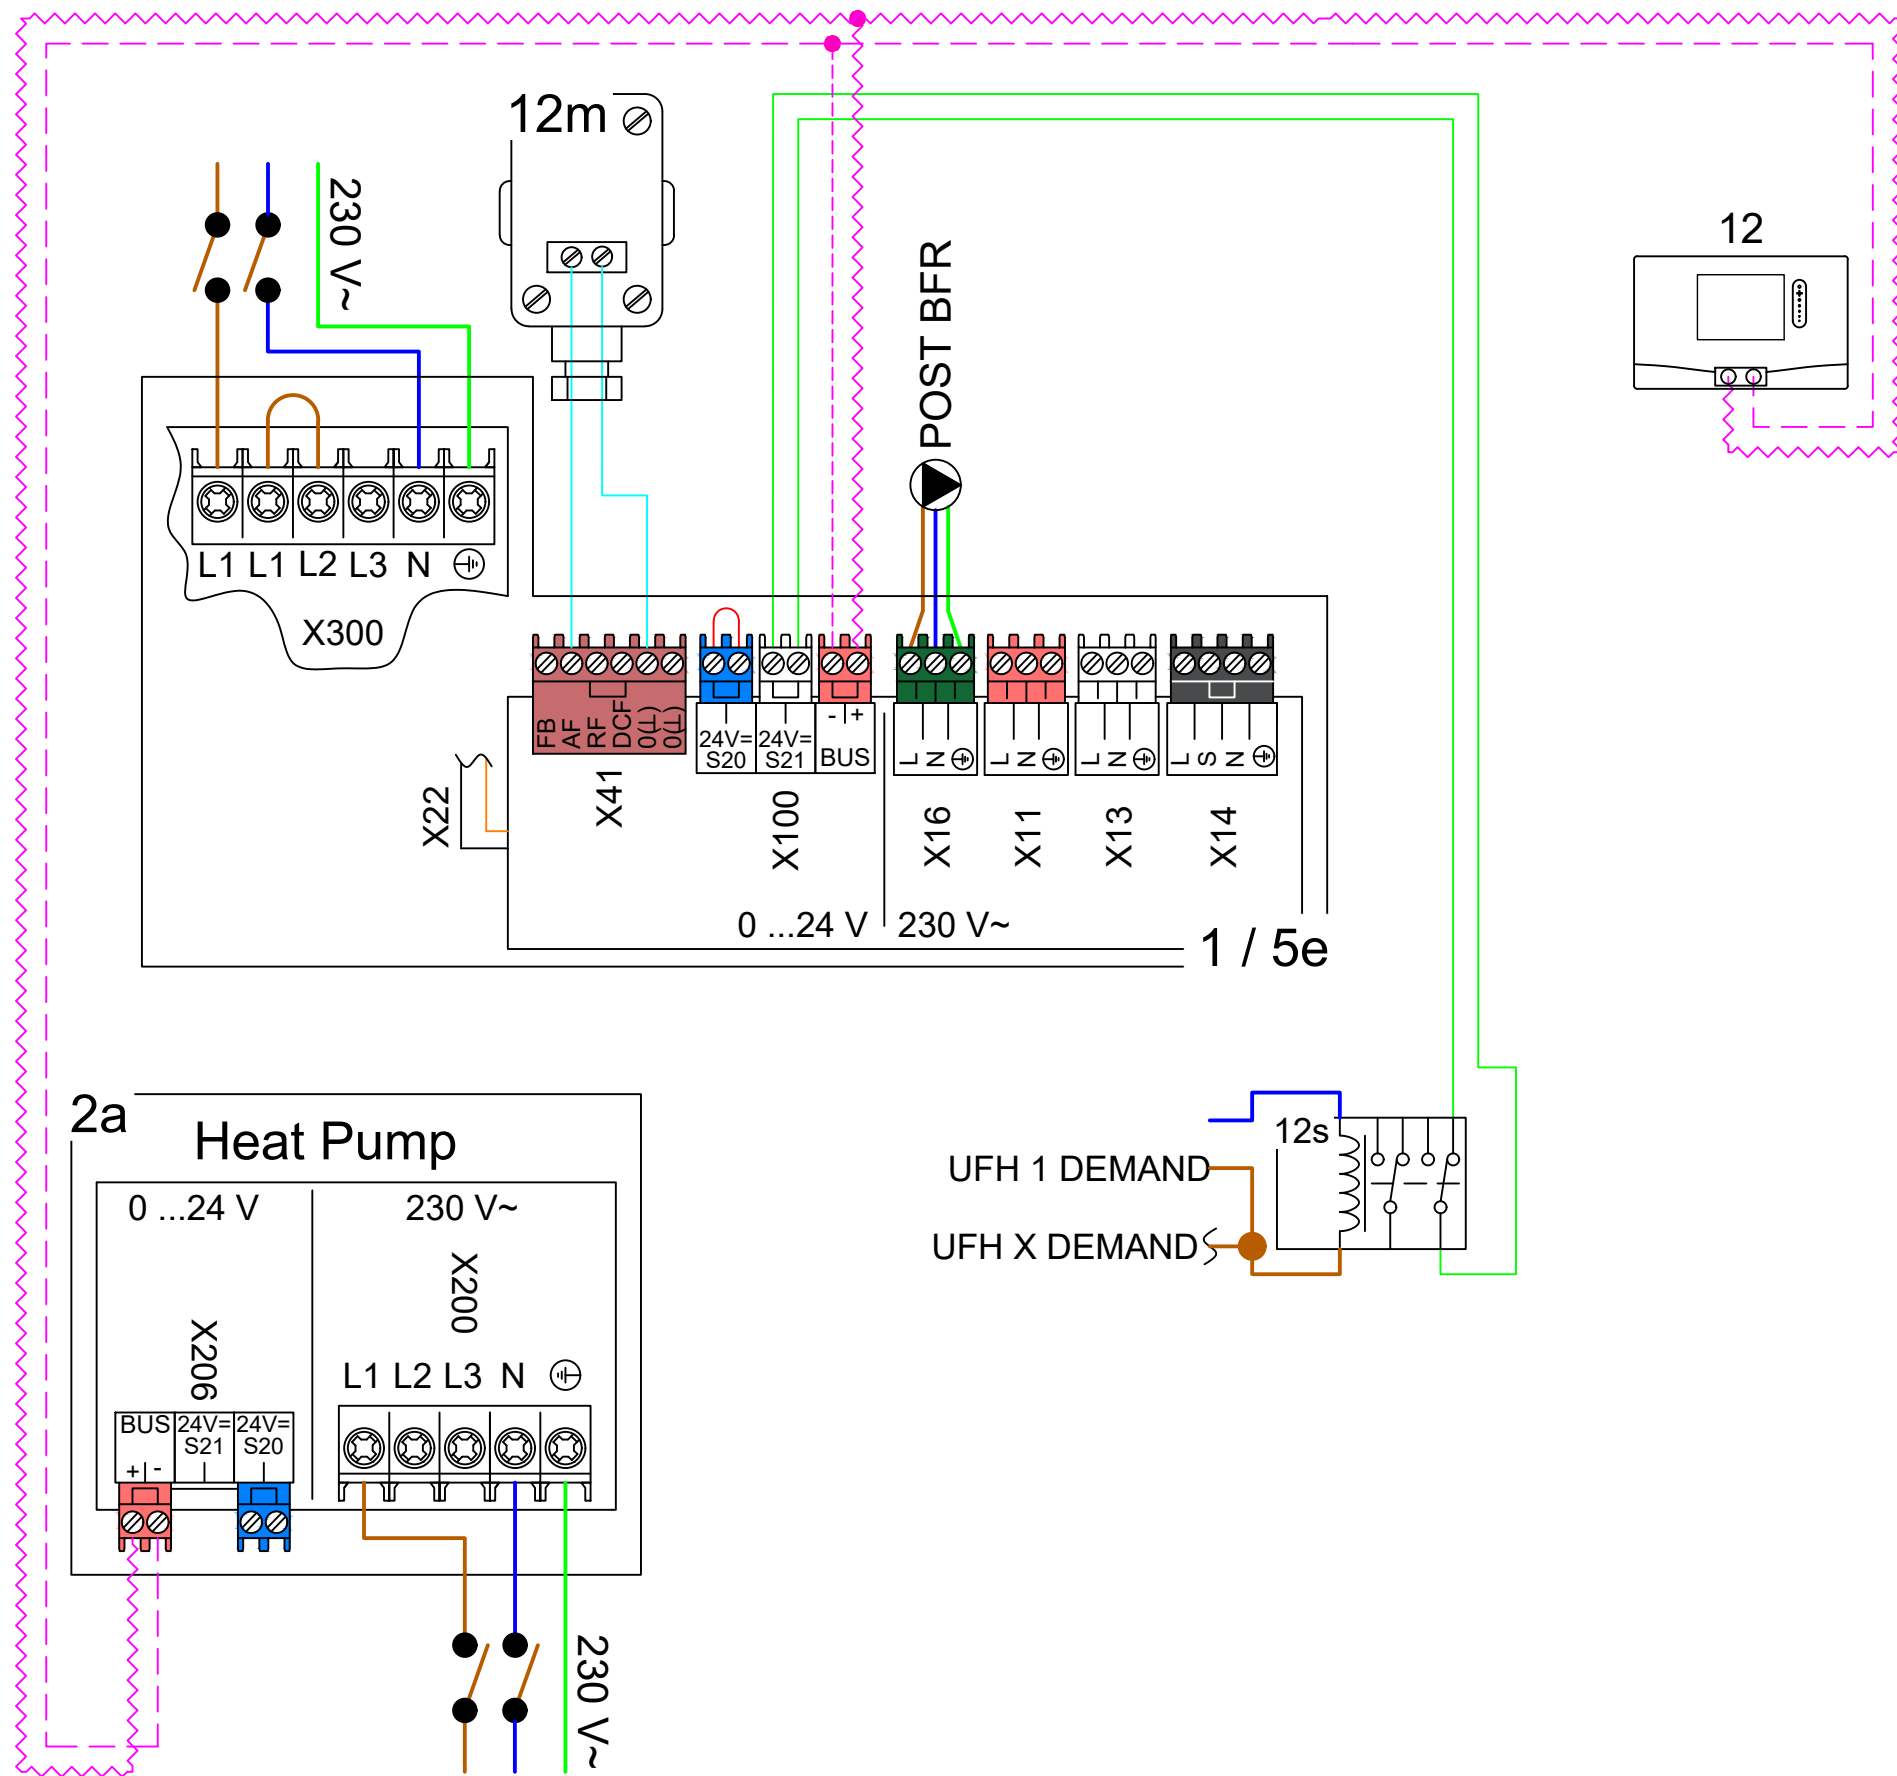 12m
230 V~
12
POST BFR
L1 L1 L2 L3 N
X300
FB
AF
RF
DCF
0(⊥)
0(⊥)
24V=
S20
24V=
S21
- +
BUS
L
N
L
N
L
N
L
S
N
X22
X41
X100
X16
X11
X13
X14
0 ...24 V
230 V~
1 / 5e
2a
Heat Pump
0 ...24 V
230 V~
X206
X200
L1 L2 L3 N
BUS
+ -
24V=
S21
24V=
S20
230 V~
12s
UFH 1 DEMAND
UFH X DEMAND